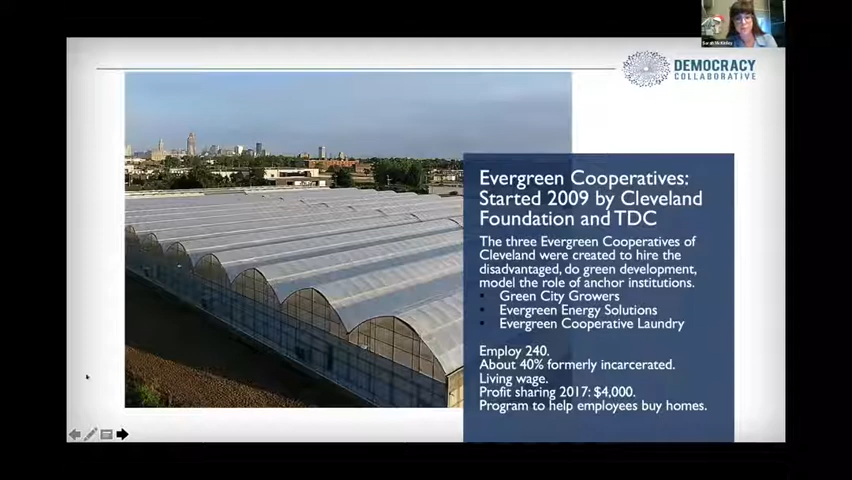 Sarah McKinley
DEMOCRACY
COLLABORATIVE
Evergreen Cooperatives:
Started 2009 by Cleveland
Foundation and TDC
The three Evergreen Cooperatives of
Cleveland were created to hire the
disadvantaged, do green development,
model the role of anchor institutions.
Green City Growers
Evergreen Energy Solutions
Evergreen Cooperative Laundry
Employ 240.
About 40% formerly incarcerated.
Living wage.
Profit sharing 2017: $4,000.
Program to help employees buy homes.